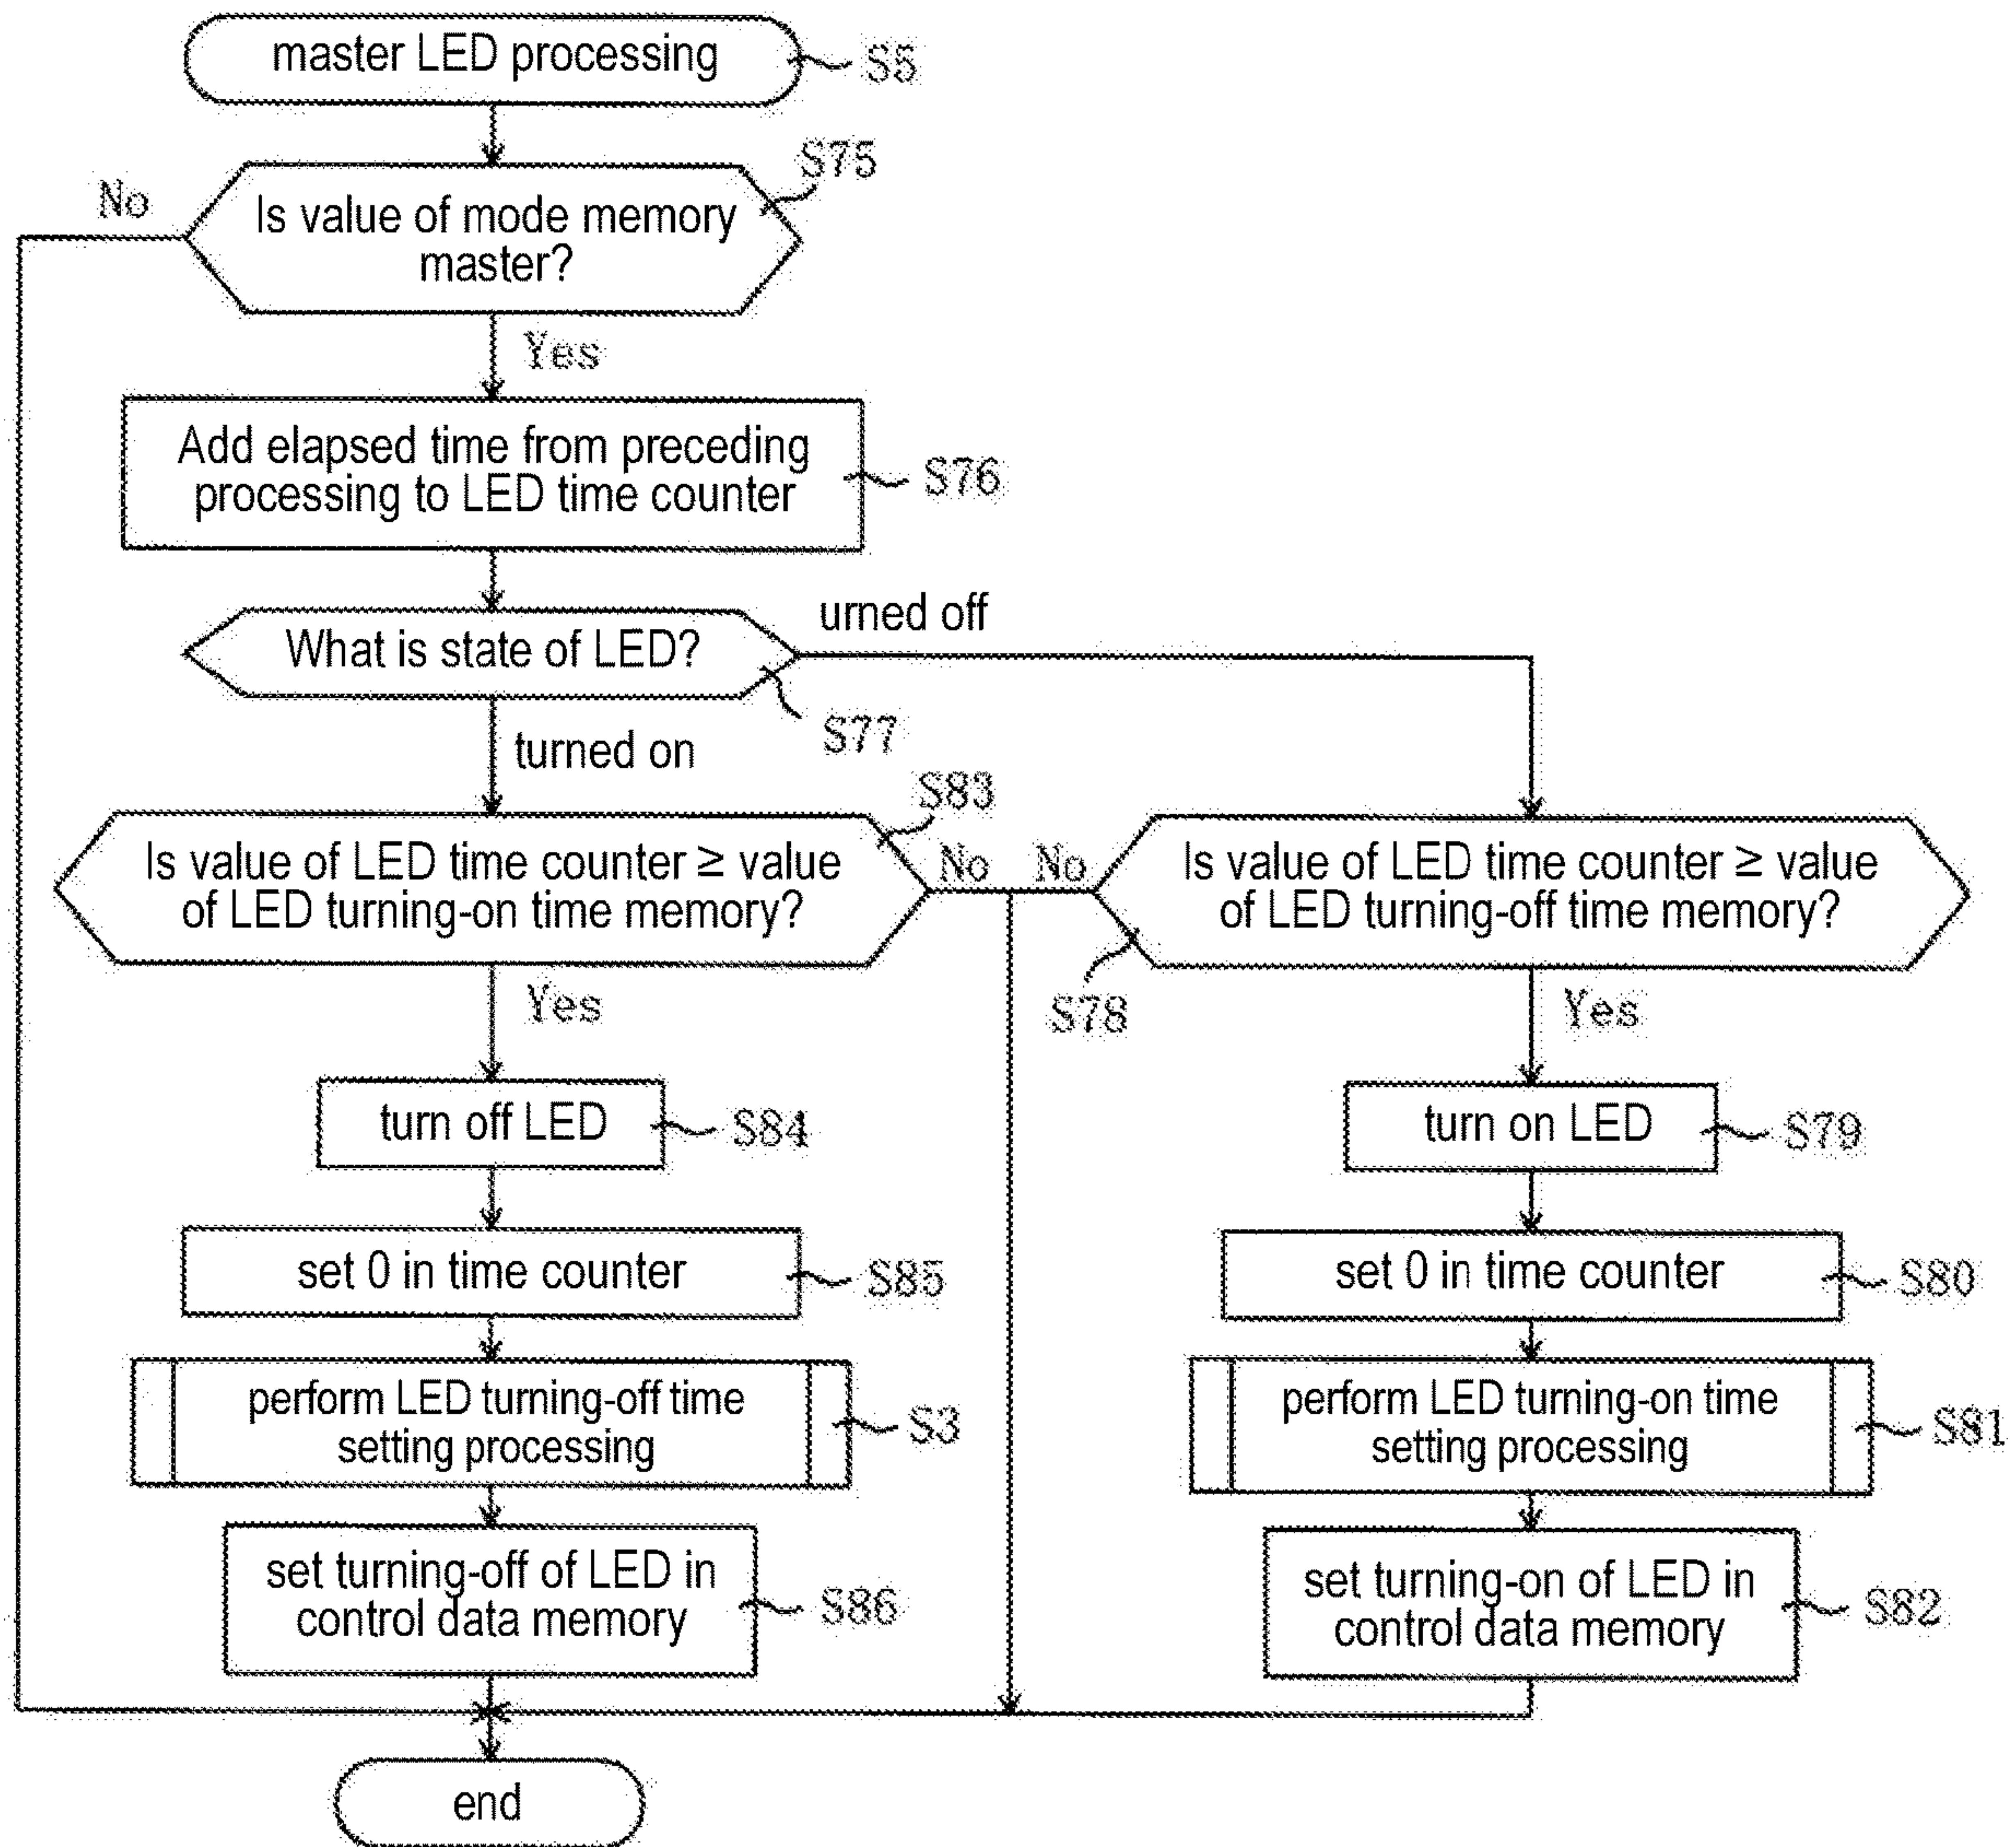 master LED processing
S5
S75
No
Is value of mode memory
master?
Yes
Add elapsed time from preceding
processing to LED time counter
S76
urned off
What is state of LED?
S77
turned on
S83
Is value of LED time counter ≥ value
of LED turning-on time memory?
No
No
Is value of LED time counter ≥ value
of LED turning-off time memory?
S78
Yes
Yes
turn off LED
S84
turn on LED
S79
set 0 in time counter
S85
set 0 in time counter
S80
perform LED turning-off time
setting processing
S3
perform LED turning-on time
setting processing
S81
set turning-off of LED in
control data memory
S86
set turning-on of LED in
control data memory
S82
end